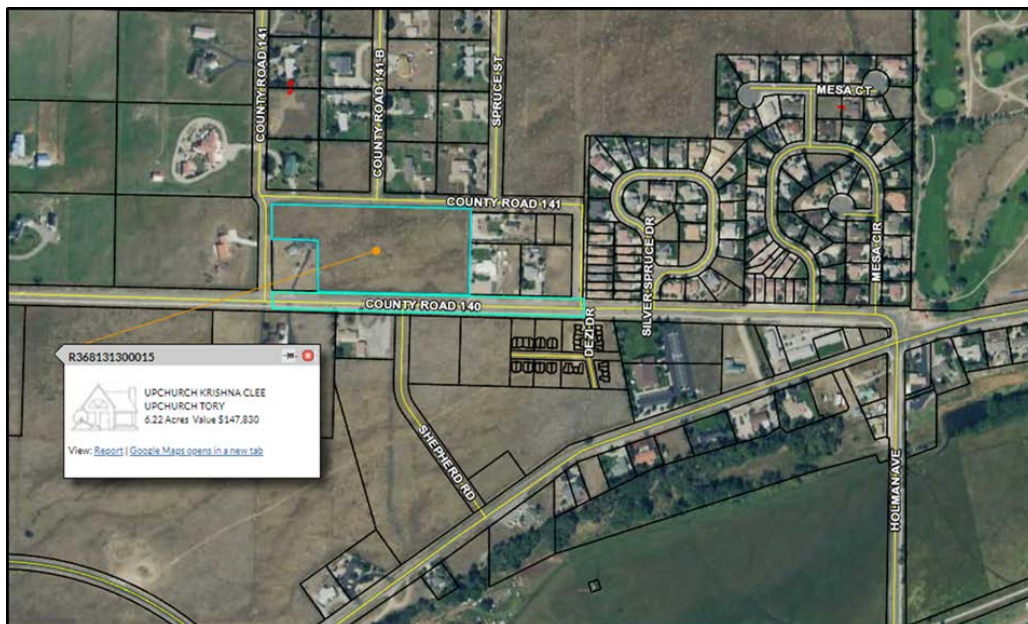 COUNTY ROAD 141
COUNTY ROAD 141-B
SPRUCE ST
MESA CT
COUNTY ROAD 141
SILVER SPRUCE DR
MESA CIR
COUNTY ROAD 140
DEZI DR
R368131300015
UPCHURCH KRISHNA CLEE
UPCHURCH TORY
6.22 Acres Value $147,830
View: Report | Google Maps opens in a new tab
SHEPHERD RD
HOLMAN AVE